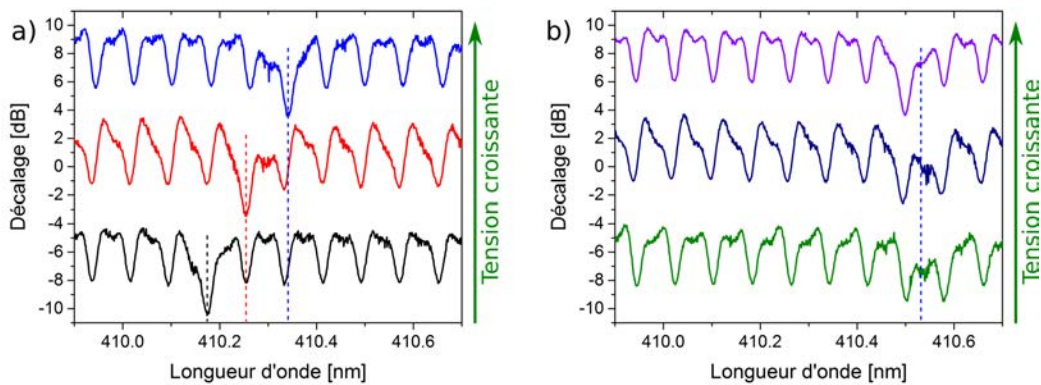 a)
Décalage [dB]
10
8
6
4
2
0
-2
-4
-6
-8
-10
410.0 410.2 410.4 410.6
Longueur d'onde [nm]
Tension croissante
b)
Décalage [dB]
10
8
6
4
2
0
-2
-4
-6
-8
-10
410.0 410.2 410.4 410.6
Longueur d'onde [nm]
Tension croissante